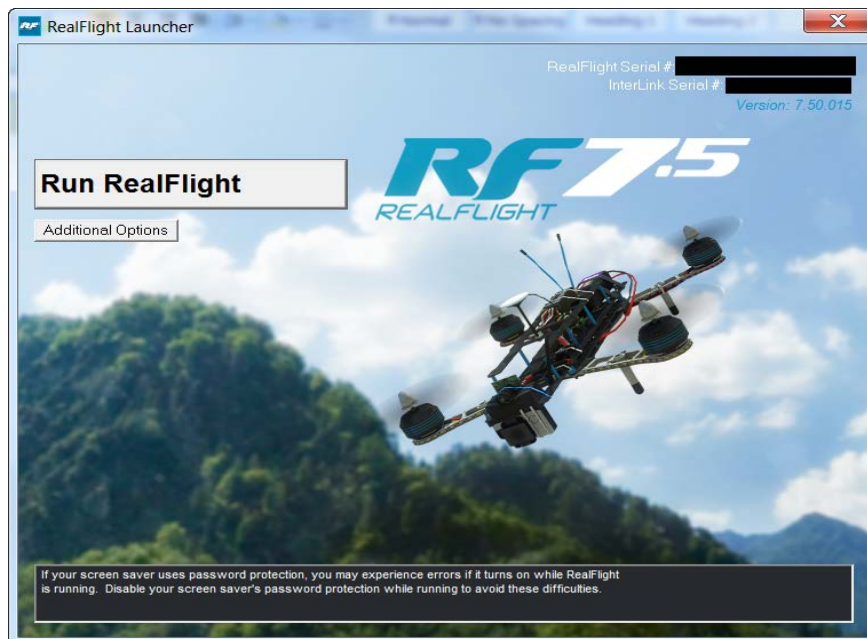 RealFlight Launcher
RealFlight Serial #:
InterLink Serial #:
Version: 7.50.015
RF 7.5
REALFLIGHT
Run RealFlight
Additional Options
If your screen saver uses password protection, you may experience errors if it turns on while RealFlight
is running. Disable your screen saver's password protection while running to avoid these difficulties.